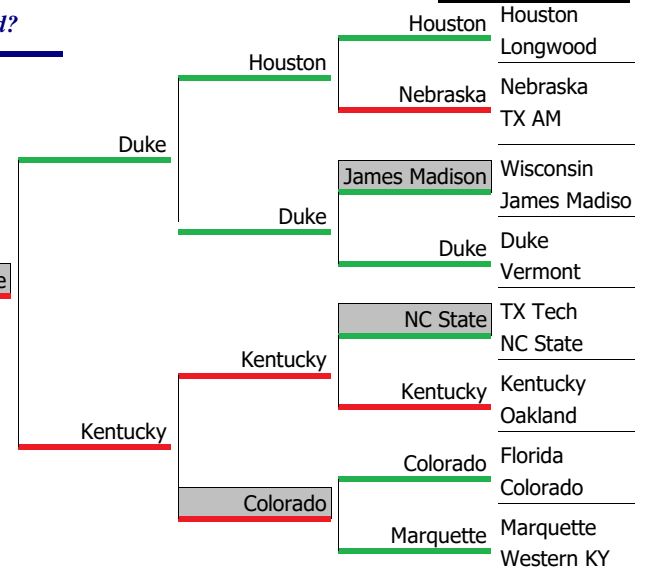 d?
Houston
Houston
Longwood
Houston
Nebraska
Nebraska
TX AM
Duke
James Madison
Wisconsin
James Madiso
Duke
Duke
Duke
Vermont
e
NC State
TX Tech
NC State
Kentucky
Kentucky
Kentucky
Oakland
Kentucky
Colorado
Florida
Colorado
Colorado
Marquette
Marquette
Western KY